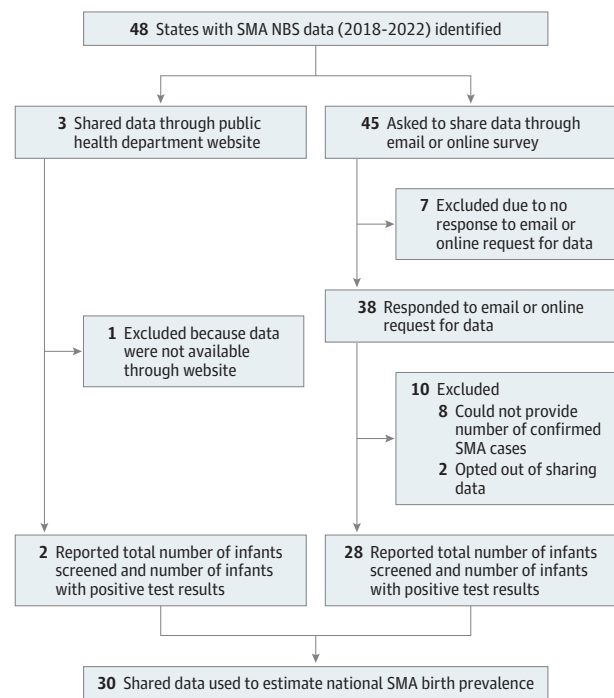 48 States with SMA NBS data (2018-2022) identified
3 Shared data through public
health department website
45 Asked to share data through
email or online survey
7 Excluded due to no
response to email or
online request for data
38 Responded to email or online
request for data
1 Excluded because data
were not available
through website
10 Excluded
8 Could not provide
number of confirmed
SMA cases
2 Opted out of sharing
data
2 Reported total number of infants
screened and number of infants
with positive test results
28 Reported total number of infants
screened and number of infants
with positive test results
30 Shared data used to estimate national SMA birth prevalence